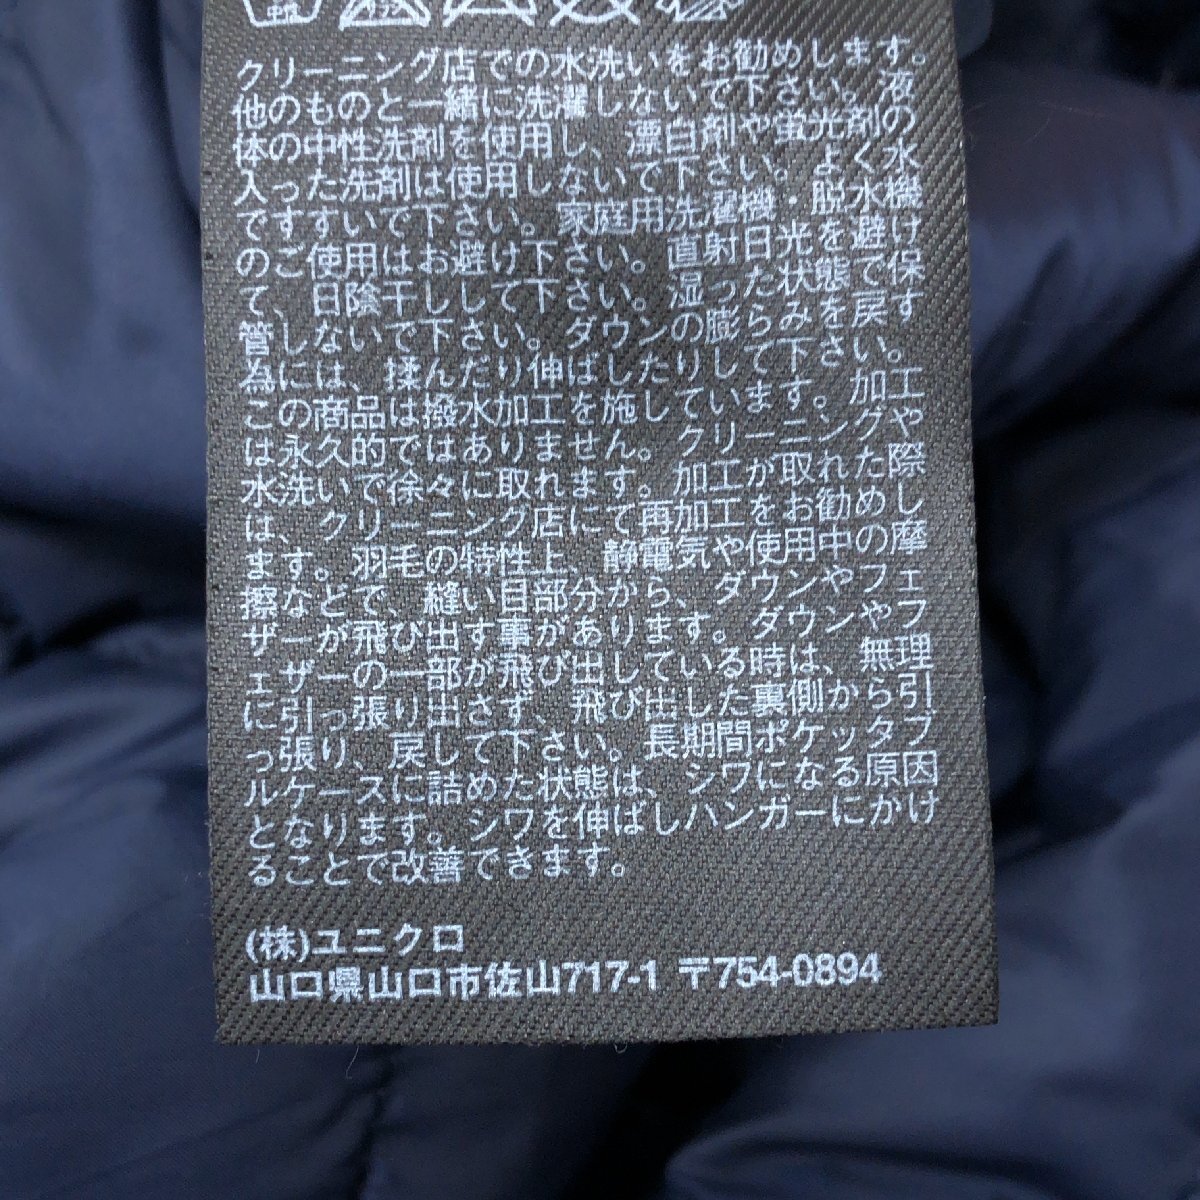 クリーニング店での水洗いをお勧めします。
他のものと一緒に洗濯しないで下さい。液
体の中性洗剤を使用し、漂白剤や蛍光剤の
入った洗剤は使用しないで下さい。よく水
ですすいで下さい。家庭用洗濯機・脱水機
のご使用はお避け下さい。直射日光を避け
て、日陰干しして下さい。湿った状態で保
管しないで下さい。ダウンの膨らみを戻す
為には、揉んだり伸ばしたりして下さい。
この商品は撥水加工を施しています。加工
は永久的ではありません。クリーニングや
水洗いで徐々に取れます。加工が取れた際
は、クリーニング店にて再加工をお勧めし
ます。羽毛の特性上、静電気や使用中の摩
擦などで、縫い目部分から、ダウンやフェ
ザーが飛び出す事があります。ダウンやフ
ェザーの一部が飛び出している時は、無理
に引っ張り出さず、飛び出した裏側から引
っ張り、戻して下さい。長期間ポケッタブ
ルケースに詰めた状態は、シワになる原因
となります。シワを伸ばしハンガーにかけ
ることで改善できます。
(株)ユニクロ
山口県山口市佐山717-1 〒754-0894